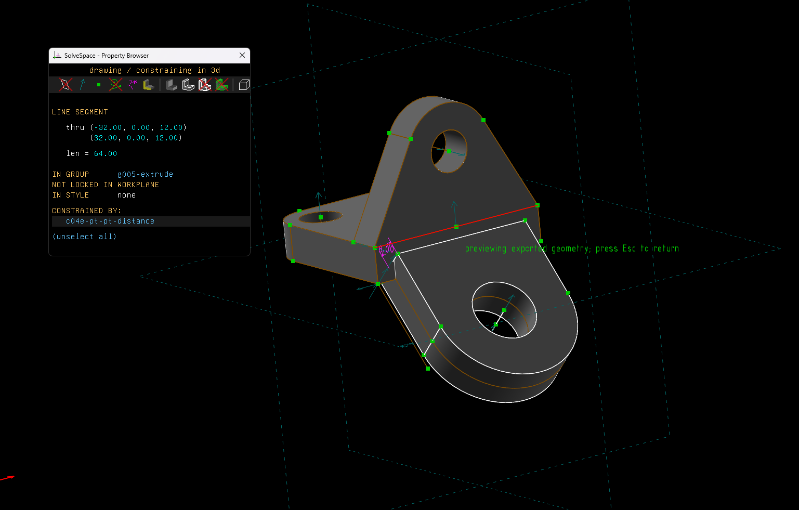 SolveSpace - Property Browser
drawing / constraining in 3d
LINE SEGMENT
thru (-32.00, 0.00, 12.00)
(32.00, 0.00, 12.00)
len = 64.00
IN GROUP g005-extrude
NOT LOCKED IN WORKPLANE
IN STYLE none
CONSTRAINED BY:
c04e-pt-pt-distance
(unselect all)
previewing exported geometry; press Esc to return